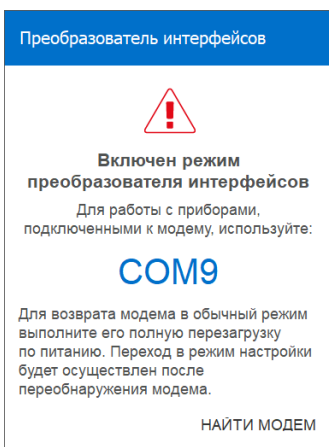 Преобразователь интерфейсов
Включен режим
преобразователя интерфейсов
Для работы с приборами,
подключенными к модему, используйте:
COM9
Для возврата модема в обычный режим
выполните его полную перезагрузку
по питанию. Переход в режим настройки
будет осуществлен после
переобнаружения модема.
НАЙТИ МОДЕМ